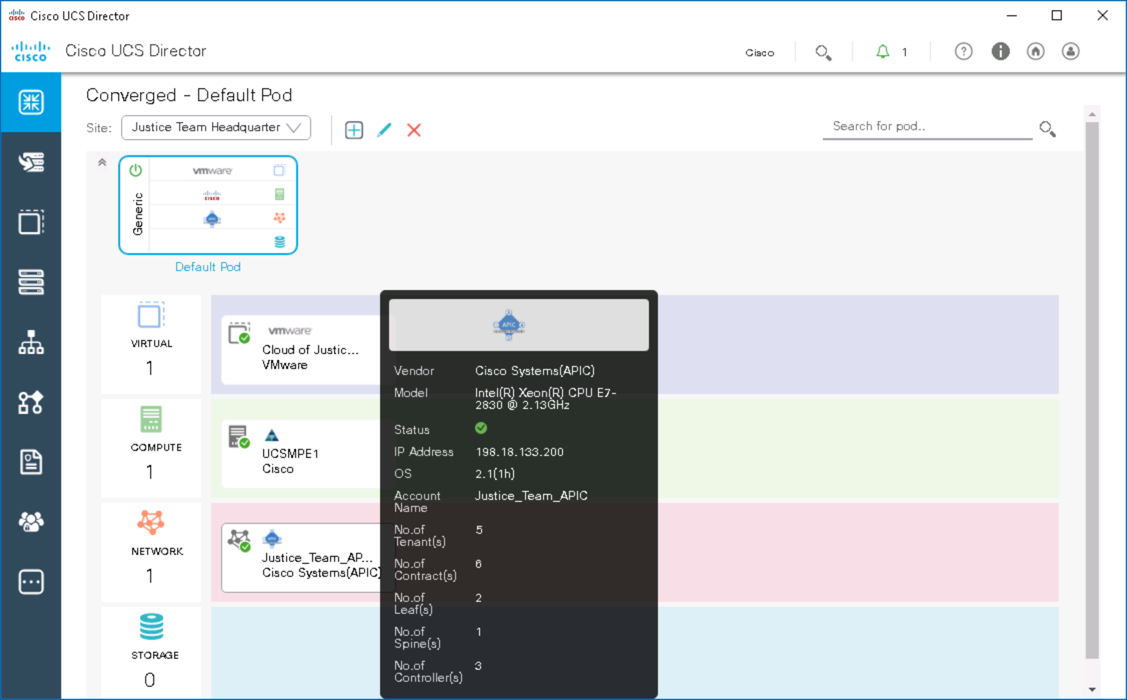 Cisco UCS Director
CISCO
Cisco UCS Director
Cisco
1
Converged - Default Pod
Site:
Justice Team Headquarter
Search for pod..
Generic
vmware
CISCO
APIC
Default Pod
VIRTUAL
1
vmware
Cloud of Justic...
VMware
COMPUTE
1
UCSMPE1
Cisco
NETWORK
1
Justice_Team_AP...
Cisco Systems(APIC)
STORAGE
0
APIC
Vendor Cisco Systems(APIC)
Model Intel(R) Xeon(R) CPU E7-
2830 @ 2.13GHz
Status
IP Address 198.18.133.200
OS 2.1(1h)
Account Justice_Team_APIC
Name
No.of 5
Tenant(s)
No.of 6
Contract(s)
No.of 2
Leaf(s)
No.of 1
Spine(s)
No.of 3
Controller(s)